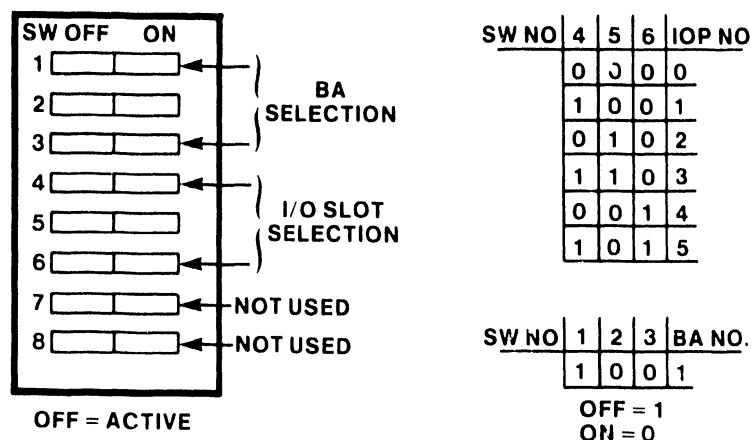 SW OFF ON
1
2
3
4
5
6
7
8
BA
SELECTION
I/O SLOT
SELECTION
NOT USED
NOT USED
OFF = ACTIVE
SW NO 4 5 6 IOP NO
0 0 0 0
1 0 0 1
0 1 0 2
1 1 0 3
0 0 1 4
1 0 1 5
SW NO 1 2 3 BA NO.
1 0 0 1
OFF = 1
ON = 0